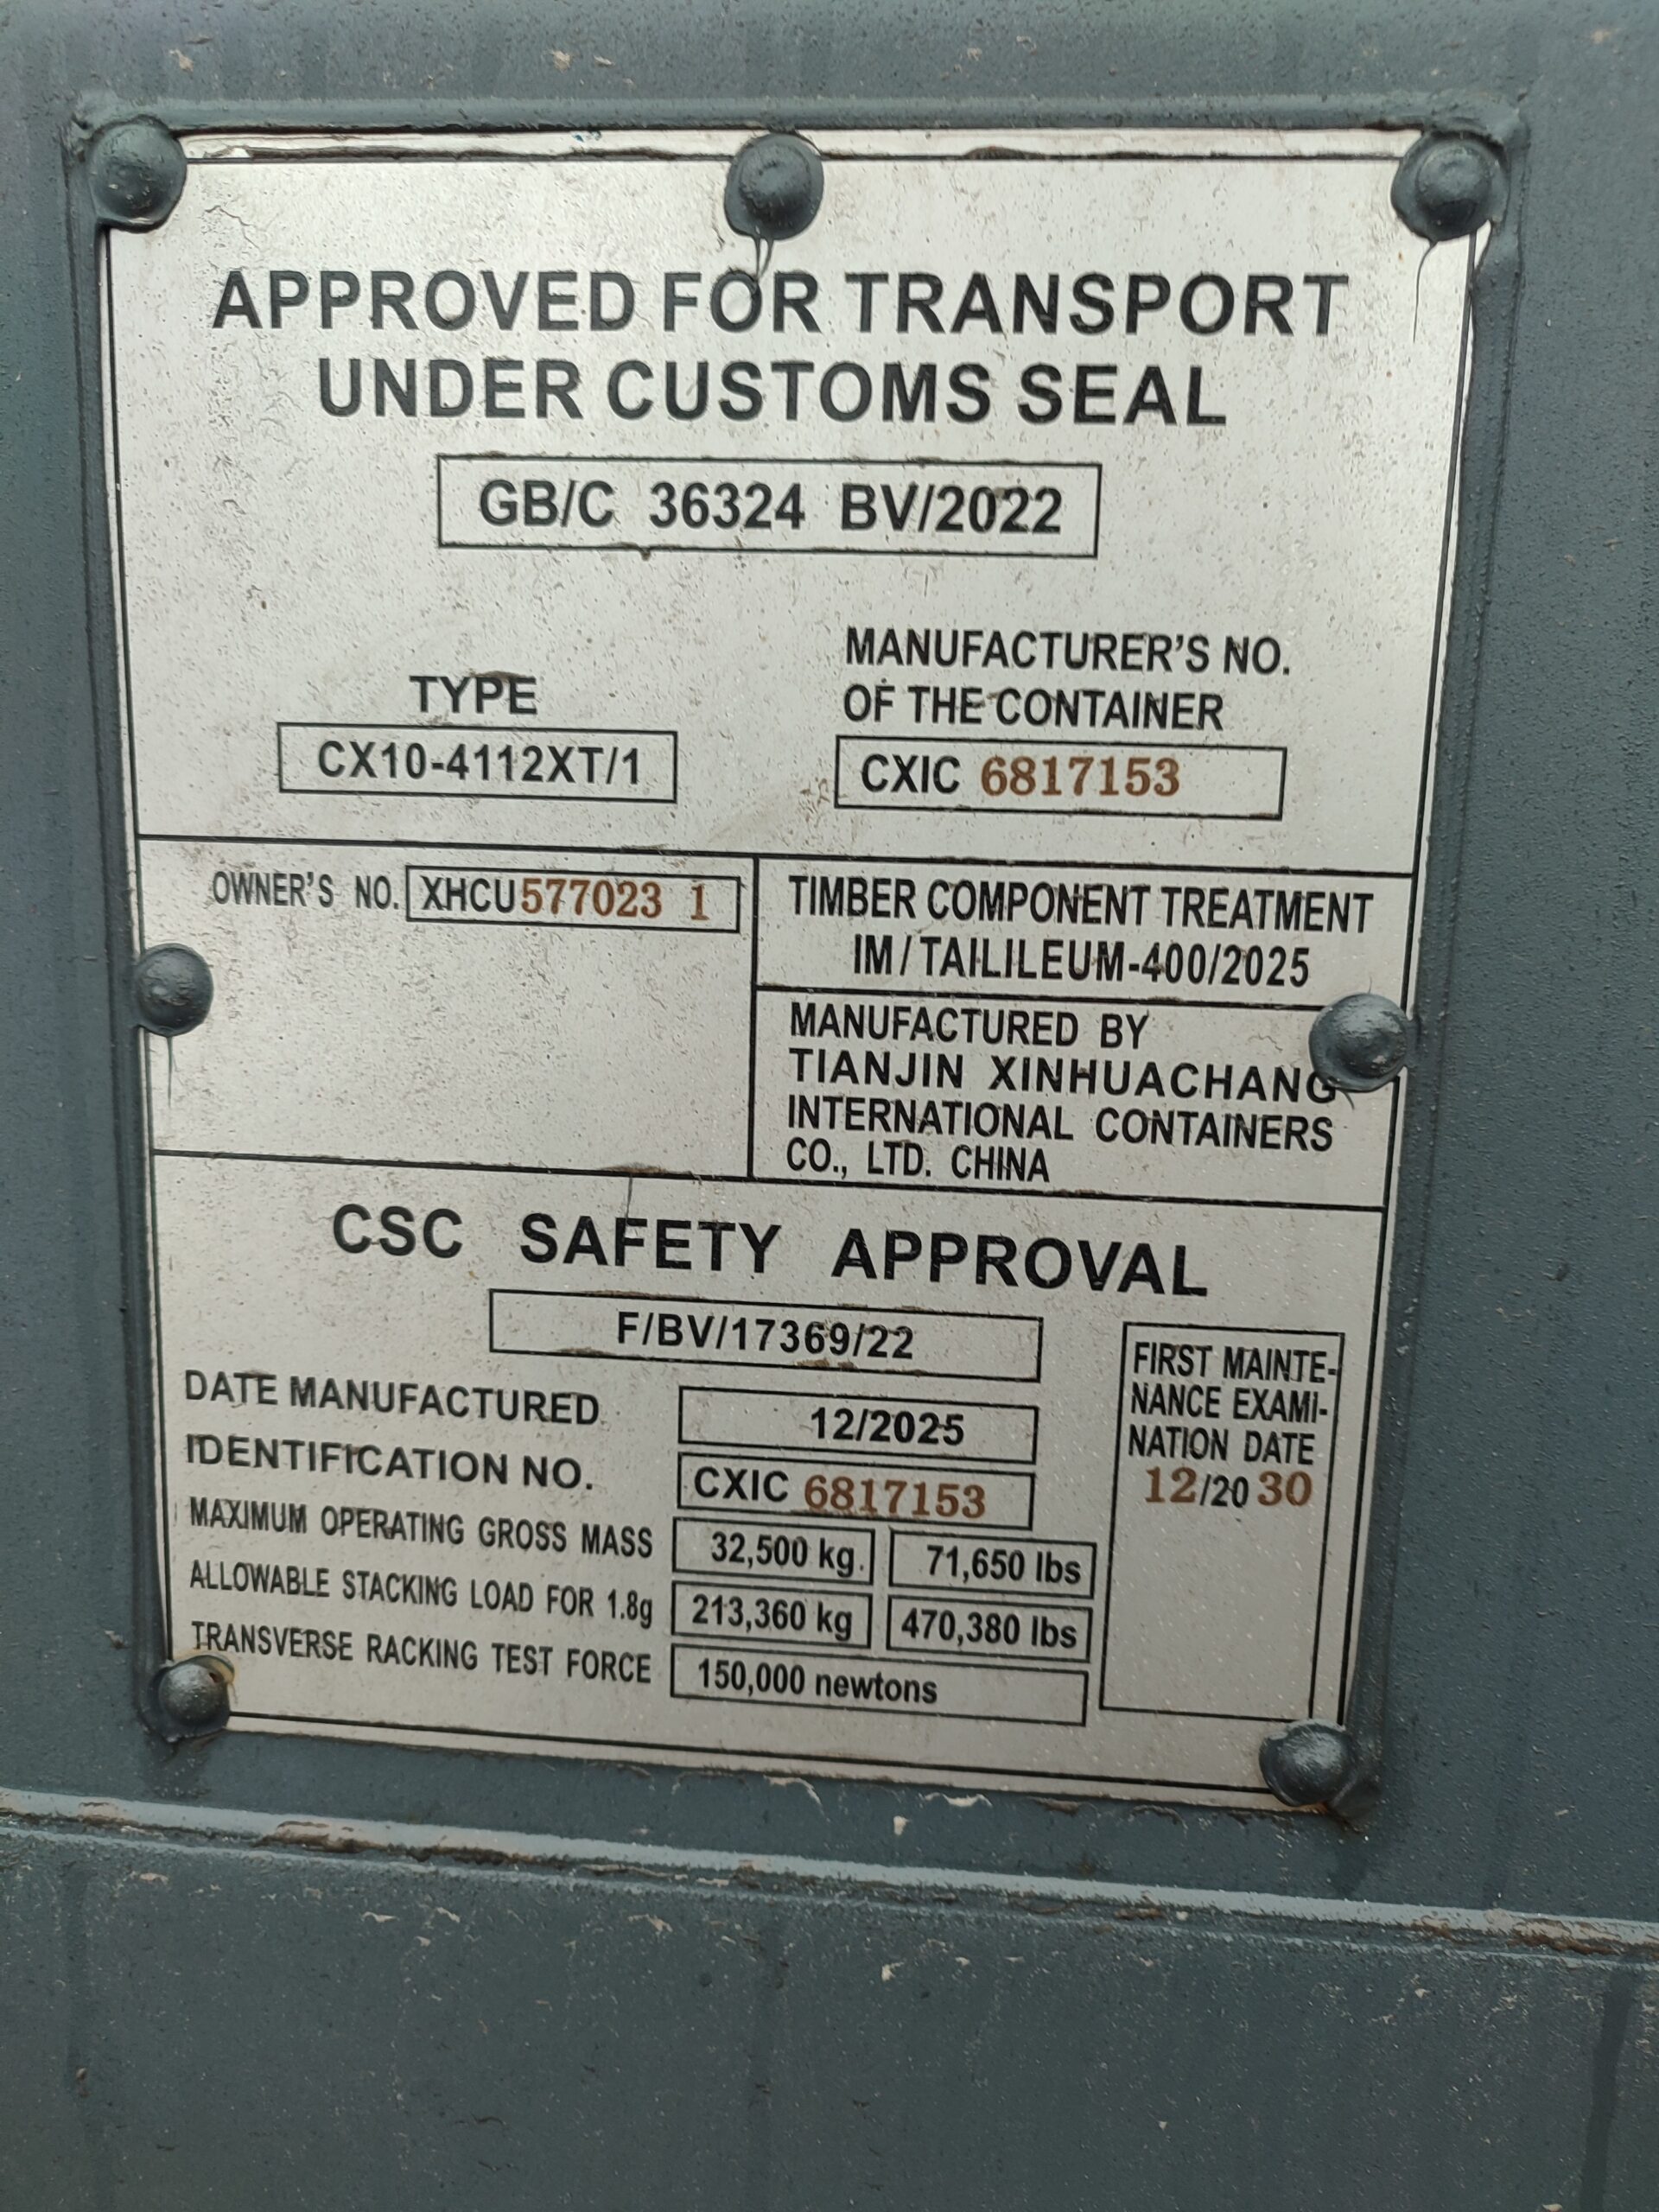 APPROVED FOR TRANSPORT
UNDER CUSTOMS SEAL
GB/C 36324 BV/2022
TYPE
CX10-4112XT/1
MANUFACTURER'S NO.
OF THE CONTAINER
CXIC 6817153
OWNER'S NO. XHCU 577023 1
TIMBER COMPONENT TREATMENT
IM/TAILILEUM-400/2025
MANUFACTURED BY
TIANJIN XINHUACHANG
INTERNATIONAL CONTAINERS
CO., LTD. CHINA
CSC SAFETY APPROVAL
F/BV/17369/22
DATE MANUFACTURED 12/2025
IDENTIFICATION NO. CXIC 6817153
MAXIMUM OPERATING GROSS MASS 32,500 kg. 71,650 lbs
ALLOWABLE STACKING LOAD FOR 1.8g 213,360 kg 470,380 lbs
TRANSVERSE RACKING TEST FORCE 150,000 newtons
FIRST MAINTE-
NANCE EXAMI-
NATION DATE
12/20 30